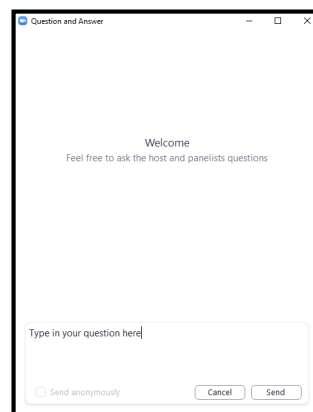 Question and Answer
Welcome
Feel free to ask the host and panelists questions
Type in your question here
Send anonymously
Cancel
Send